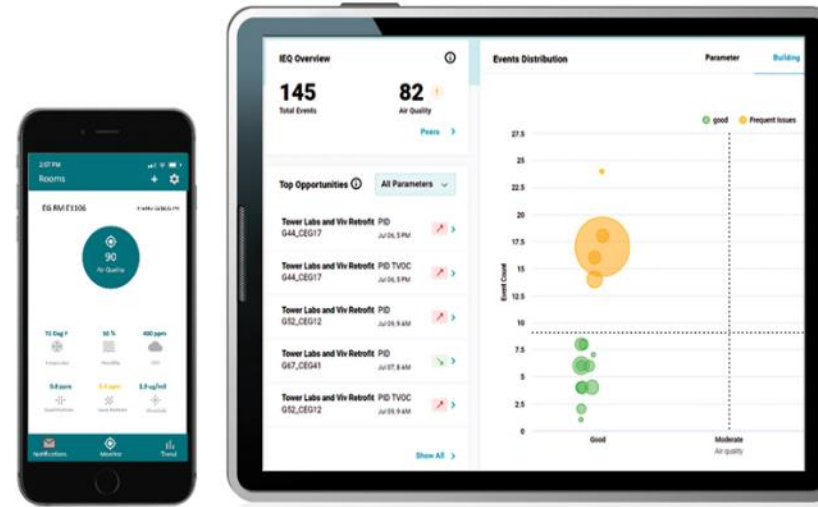 2:07 PM
Rooms
EG RM E1106
90
Air Quality
72 Deg F
50 %
400 ppm
Humidity
0.8 ppm
Notifications
Monitor
Trend
IEQ Overview
145
Total Events
82
Air Quality
Peers >
Top Opportunities
All Parameters
Tower Labs and Viv Retrofit PID
G44_CEG17
Jul 06, 5 PM
Tower Labs and Viv Retrofit PID TVOC
G44_CEG17
Jul 06, 5 PM
Tower Labs and Viv Retrofit PID
G52_CEG12
Jul 09, 9 AM
Tower Labs and Viv Retrofit PID
G67_CEG41
Jul 07, 8 AM
Tower Labs and Viv Retrofit PID TVOC
G52_CEG12
Jul 09, 9 AM
Show All >
Events Distribution
Parameter
Building
good
Frequent Issues
Event Count
27.5
25
22.5
20
17.5
15
12.5
10
7.5
5
2.5
0
Good
Moderate
Air quality